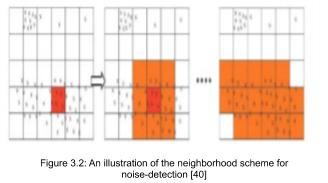 Figure 3.2: An illustration of the neighborhood scheme for
noise-detection [40]